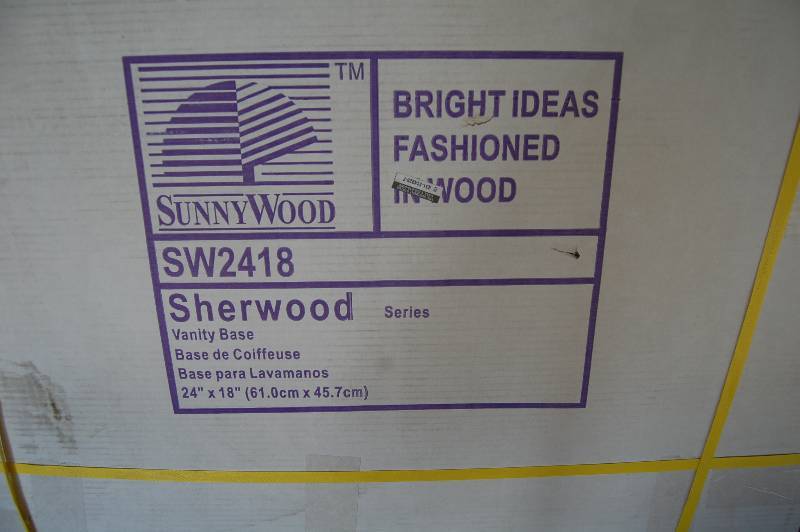 TM
SUNNYWOOD
BRIGHT IDEAS
FASHIONED
IN WOOD
SW2418
Sherwood Series
Vanity Base
Base de Coiffeuse
Base para Lavamanos
24" x 18" (61.0cm x 45.7cm)